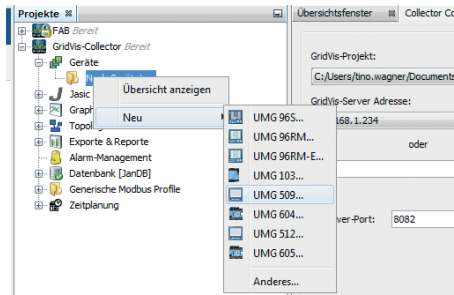 Projekte
Übersichtsfenster
Collector Co
FAB Bereit
GridVis-Collector Bereit
Geräte
Jasic
Graph
Topolog
Exporte & Reporte
Alarm-Management
Datenbank [JanDB]
Generische Modbus Profile
Zeitplanung
Übersicht anzeigen
Neu
UMG 96S...
UMG 96RM...
UMG 96RM-E...
UMG 103...
UMG 509...
UMG 604...
UMG 512...
UMG 605...
Anderes...
GridVis-Projekt:
C:/Users/tino.wagner/Documents
GridVis-Server Adresse:
168.1.234
oder
ver-Port: 8082